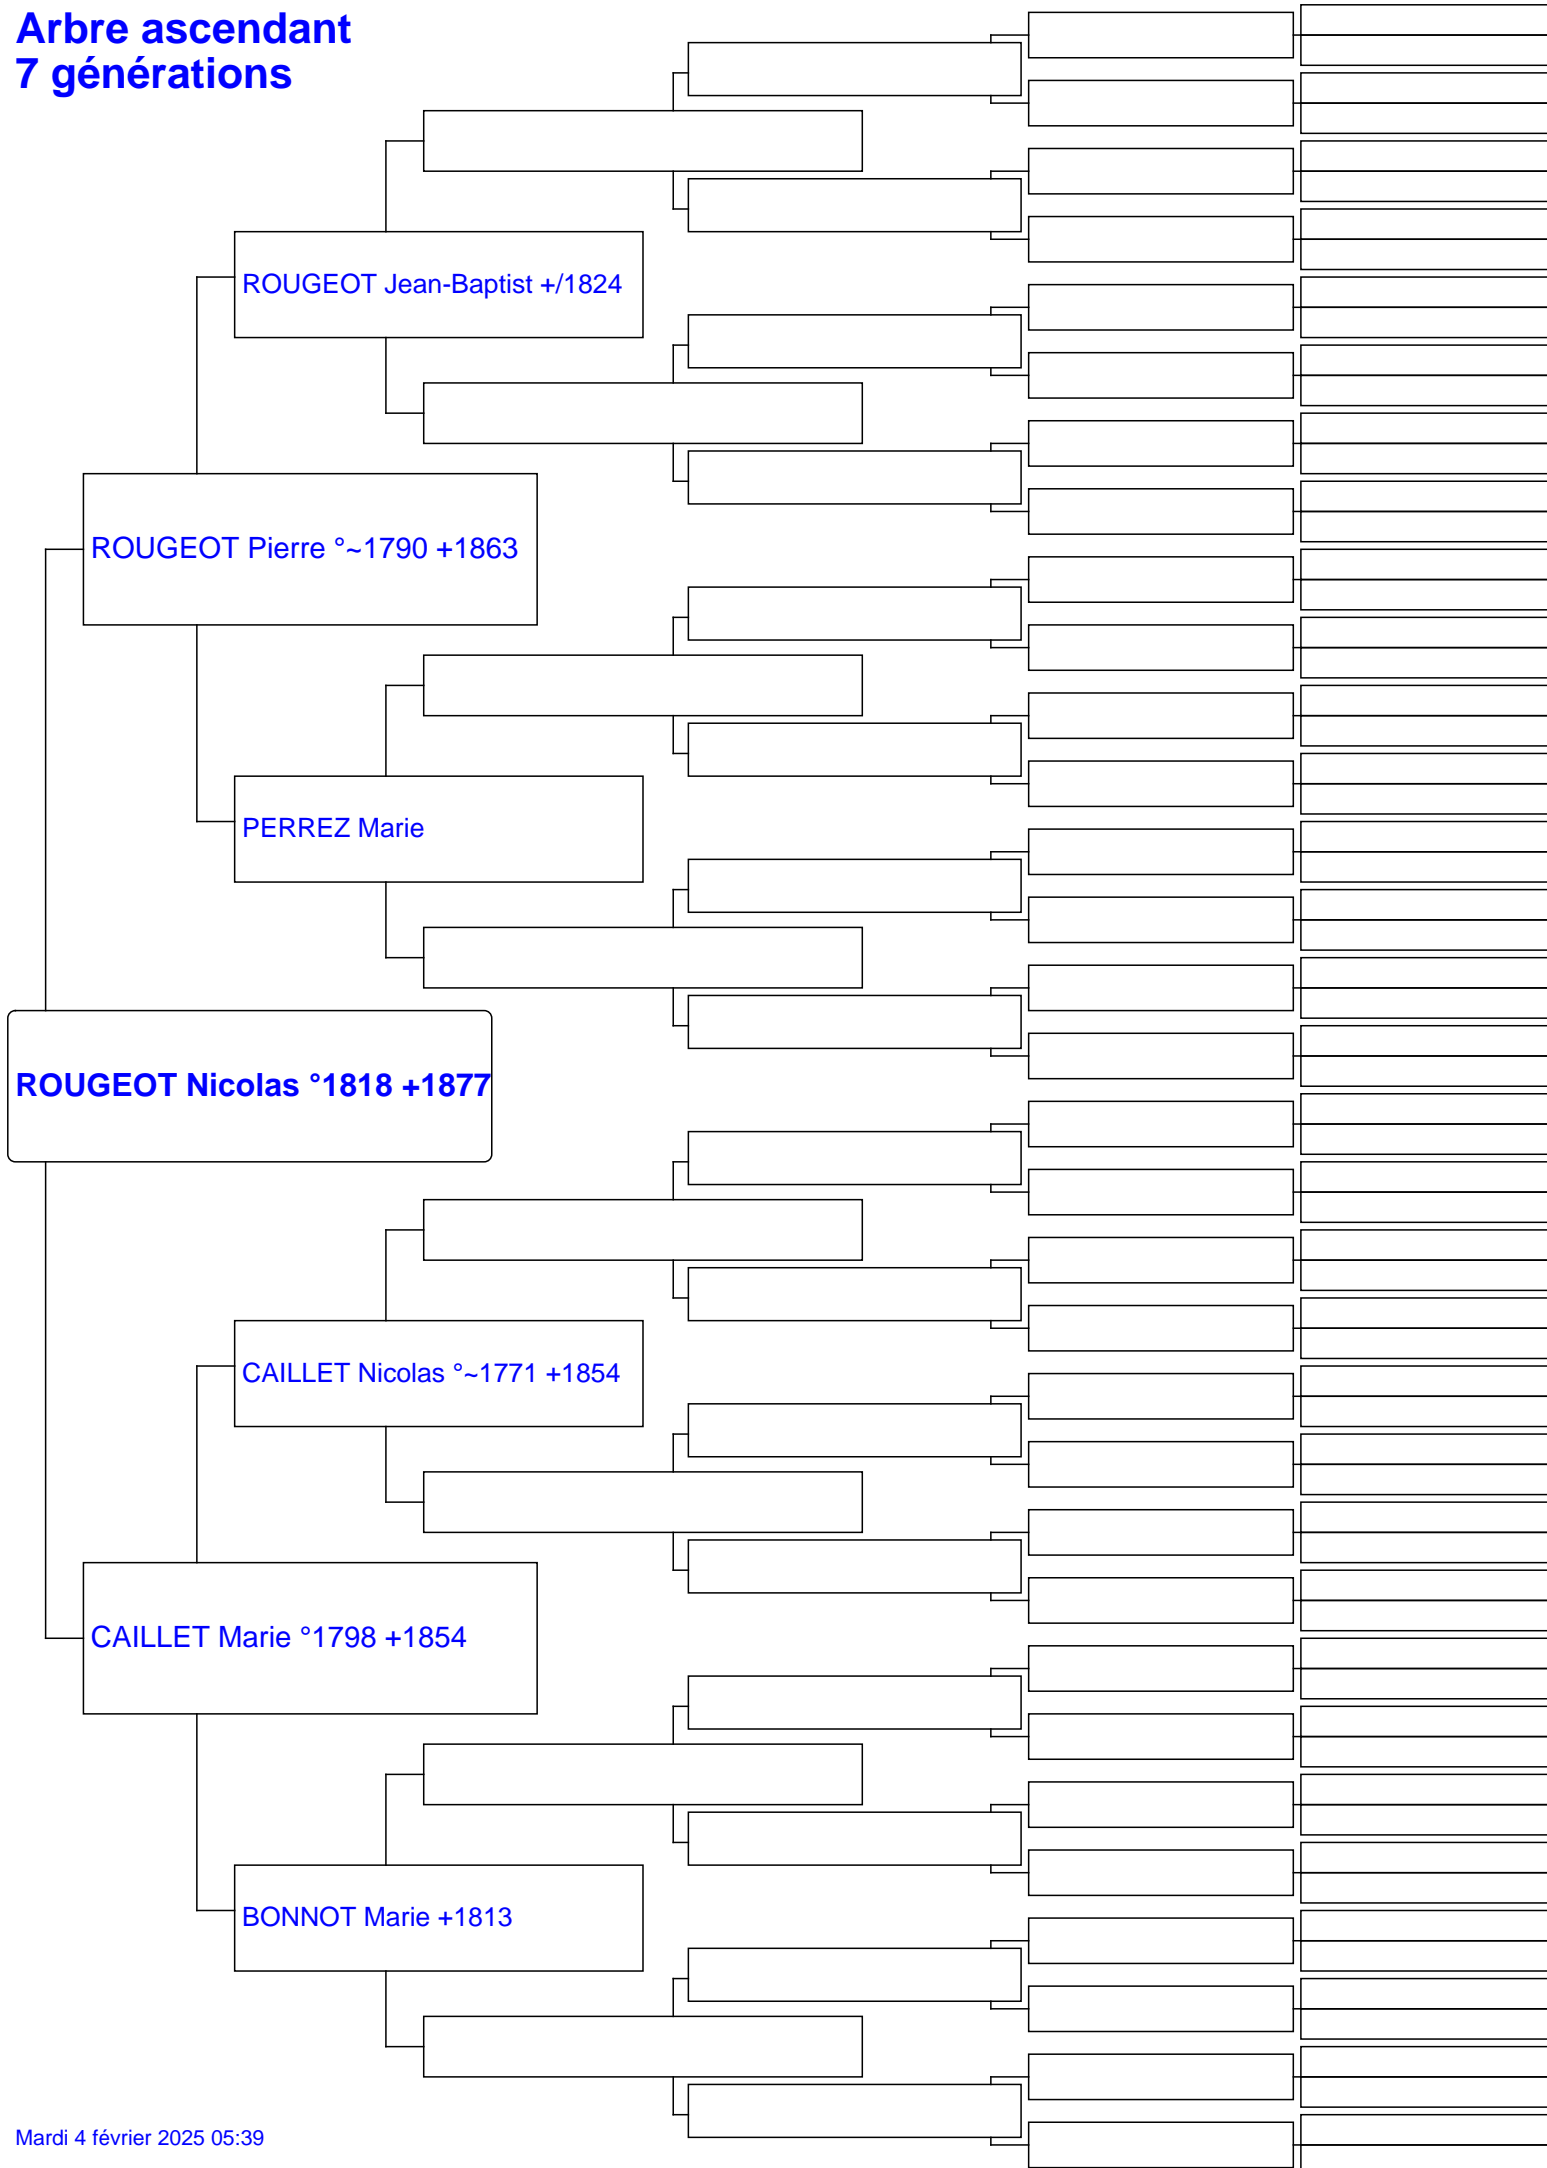 Arbre ascendant
7 générations
ROUGEOT Jean-Baptist +/1824
ROUGEOT Pierre °~1790 +1863
PERREZ Marie
ROUGEOT Nicolas °1818 +1877
CAILLET Nicolas °~1771 +1854
CAILLET Marie °1798 +1854
BONNOT Marie +1813
Mardi 4 février 2025 05:39